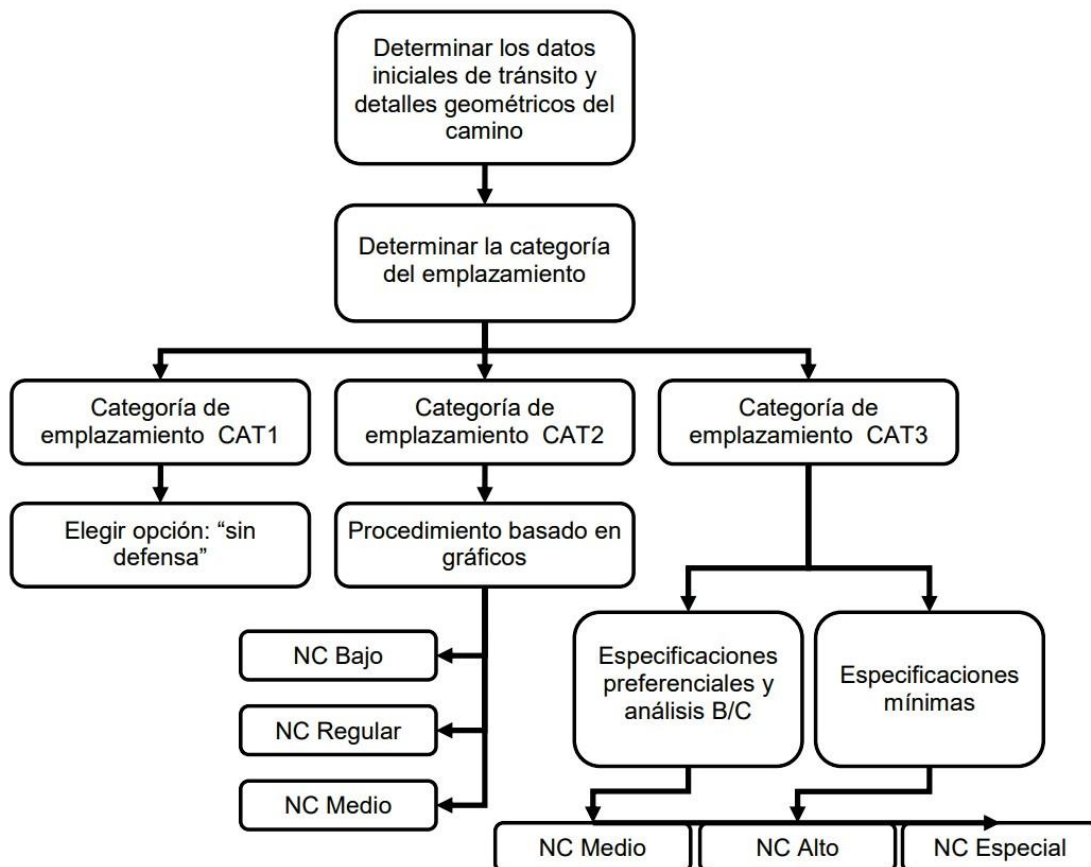 Determinar los datos
iniciales de tránsito y
detalles geométricos del
camino
Determinar la categoría
del emplazamiento
Categoría de
emplazamiento CAT1
Categoría de
emplazamiento CAT2
Categoría de
emplazamiento CAT3
Elegir opción: “sin
defensa”
Procedimiento basado en
gráficos
NC Bajo
NC Regular
NC Medio
Especificaciones
preferenciales y
análisis B/C
Especificaciones
mínimas
NC Medio
NC Alto
NC Especial